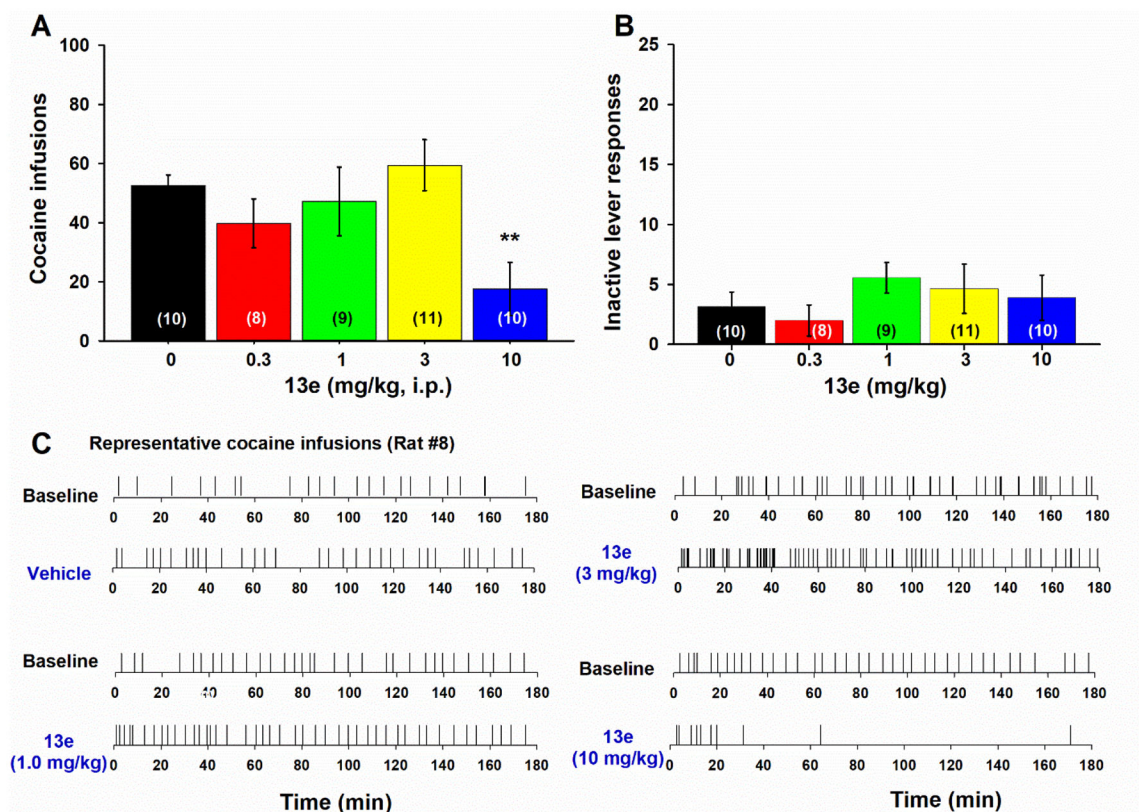 A
Cocaine infusions
100
80
60
40
20
0
**
(10) (8) (9) (11) (10)
0 0.3 1 3 10
13e (mg/kg, i.p.)
B
Inactive lever responses
25
20
15
10
5
0
(10) (8) (9) (11) (10)
0 0.3 1 3 10
13e (mg/kg)
C Representative cocaine infusions (Rat #8)
Baseline
0 20 40 60 80 100 120 140 160 180
Vehicle
0 20 40 60 80 100 120 140 160 180
Baseline
0 20 40 60 80 100 120 140 160 180
13e
(1.0 mg/kg)
0 20 40 60 80 100 120 140 160 180
Time (min)
Baseline
0 20 40 60 80 100 120 140 160 180
13e
(3 mg/kg)
0 20 40 60 80 100 120 140 160 180
Baseline
0 20 40 60 80 100 120 140 160 180
13e
(10 mg/kg)
0 20 40 60 80 100 120 140 160 180
Time (min)